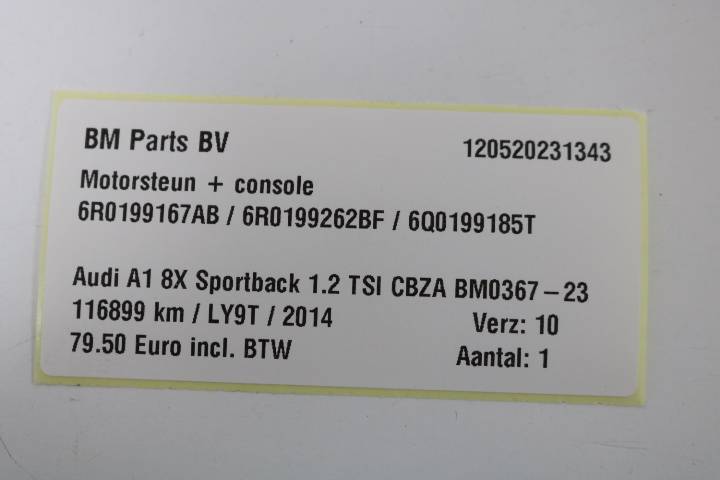 BM Parts BV 120520231343
Motorsteun + console
6R0199167AB / 6R0199262BF / 6Q0199185T
Audi A1 8X Sportback 1.2 TSI CBZA BM0367-23
116899 km / LY9T / 2014 Verz: 10
79.50 Euro incl. BTW Aantal: 1